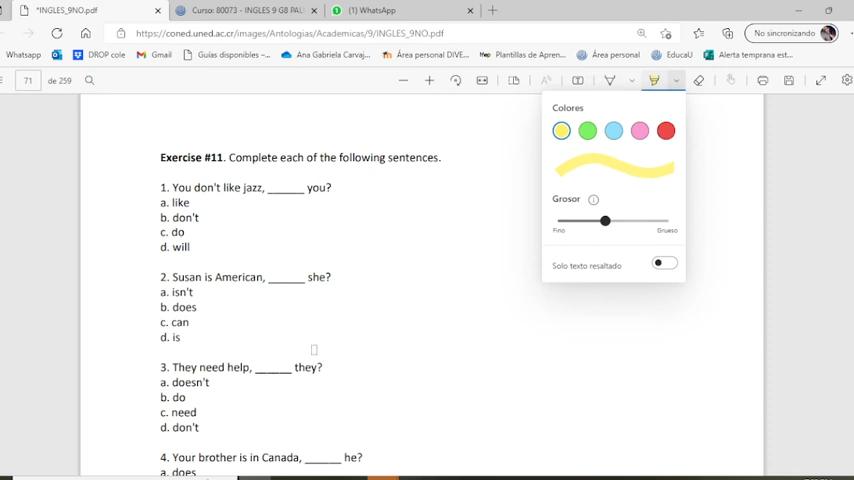 *INGLES_9NO.pdf
Curso: 80073 - INGLES 9 G8 PAL
(1) WhatsApp
https://coned.uned.ac.cr/images/Antologias/Academicas/9/INGLES_9NO.pdf
No sincronizando
Whatsapp
DROP cole
Gmail
Guías disponibles –...
Ana Gabriela Carvaj...
Área personal DIVE...
Plantillas de Apren...
Área personal
EducaU
Alerta temprana est...
71 de 259
Colores
Grosor
Fino
Grueso
Solo texto resaltado
Exercise #11. Complete each of the following sentences.
1. You don't like jazz, ______ you?
a. like
b. don't
c. do
d. will
2. Susan is American, ______ she?
a. isn't
b. does
c. can
d. is
3. They need help, ______ they?
a. doesn't
b. do
c. need
d. don't
4. Your brother is in Canada, ______ he?
a. does